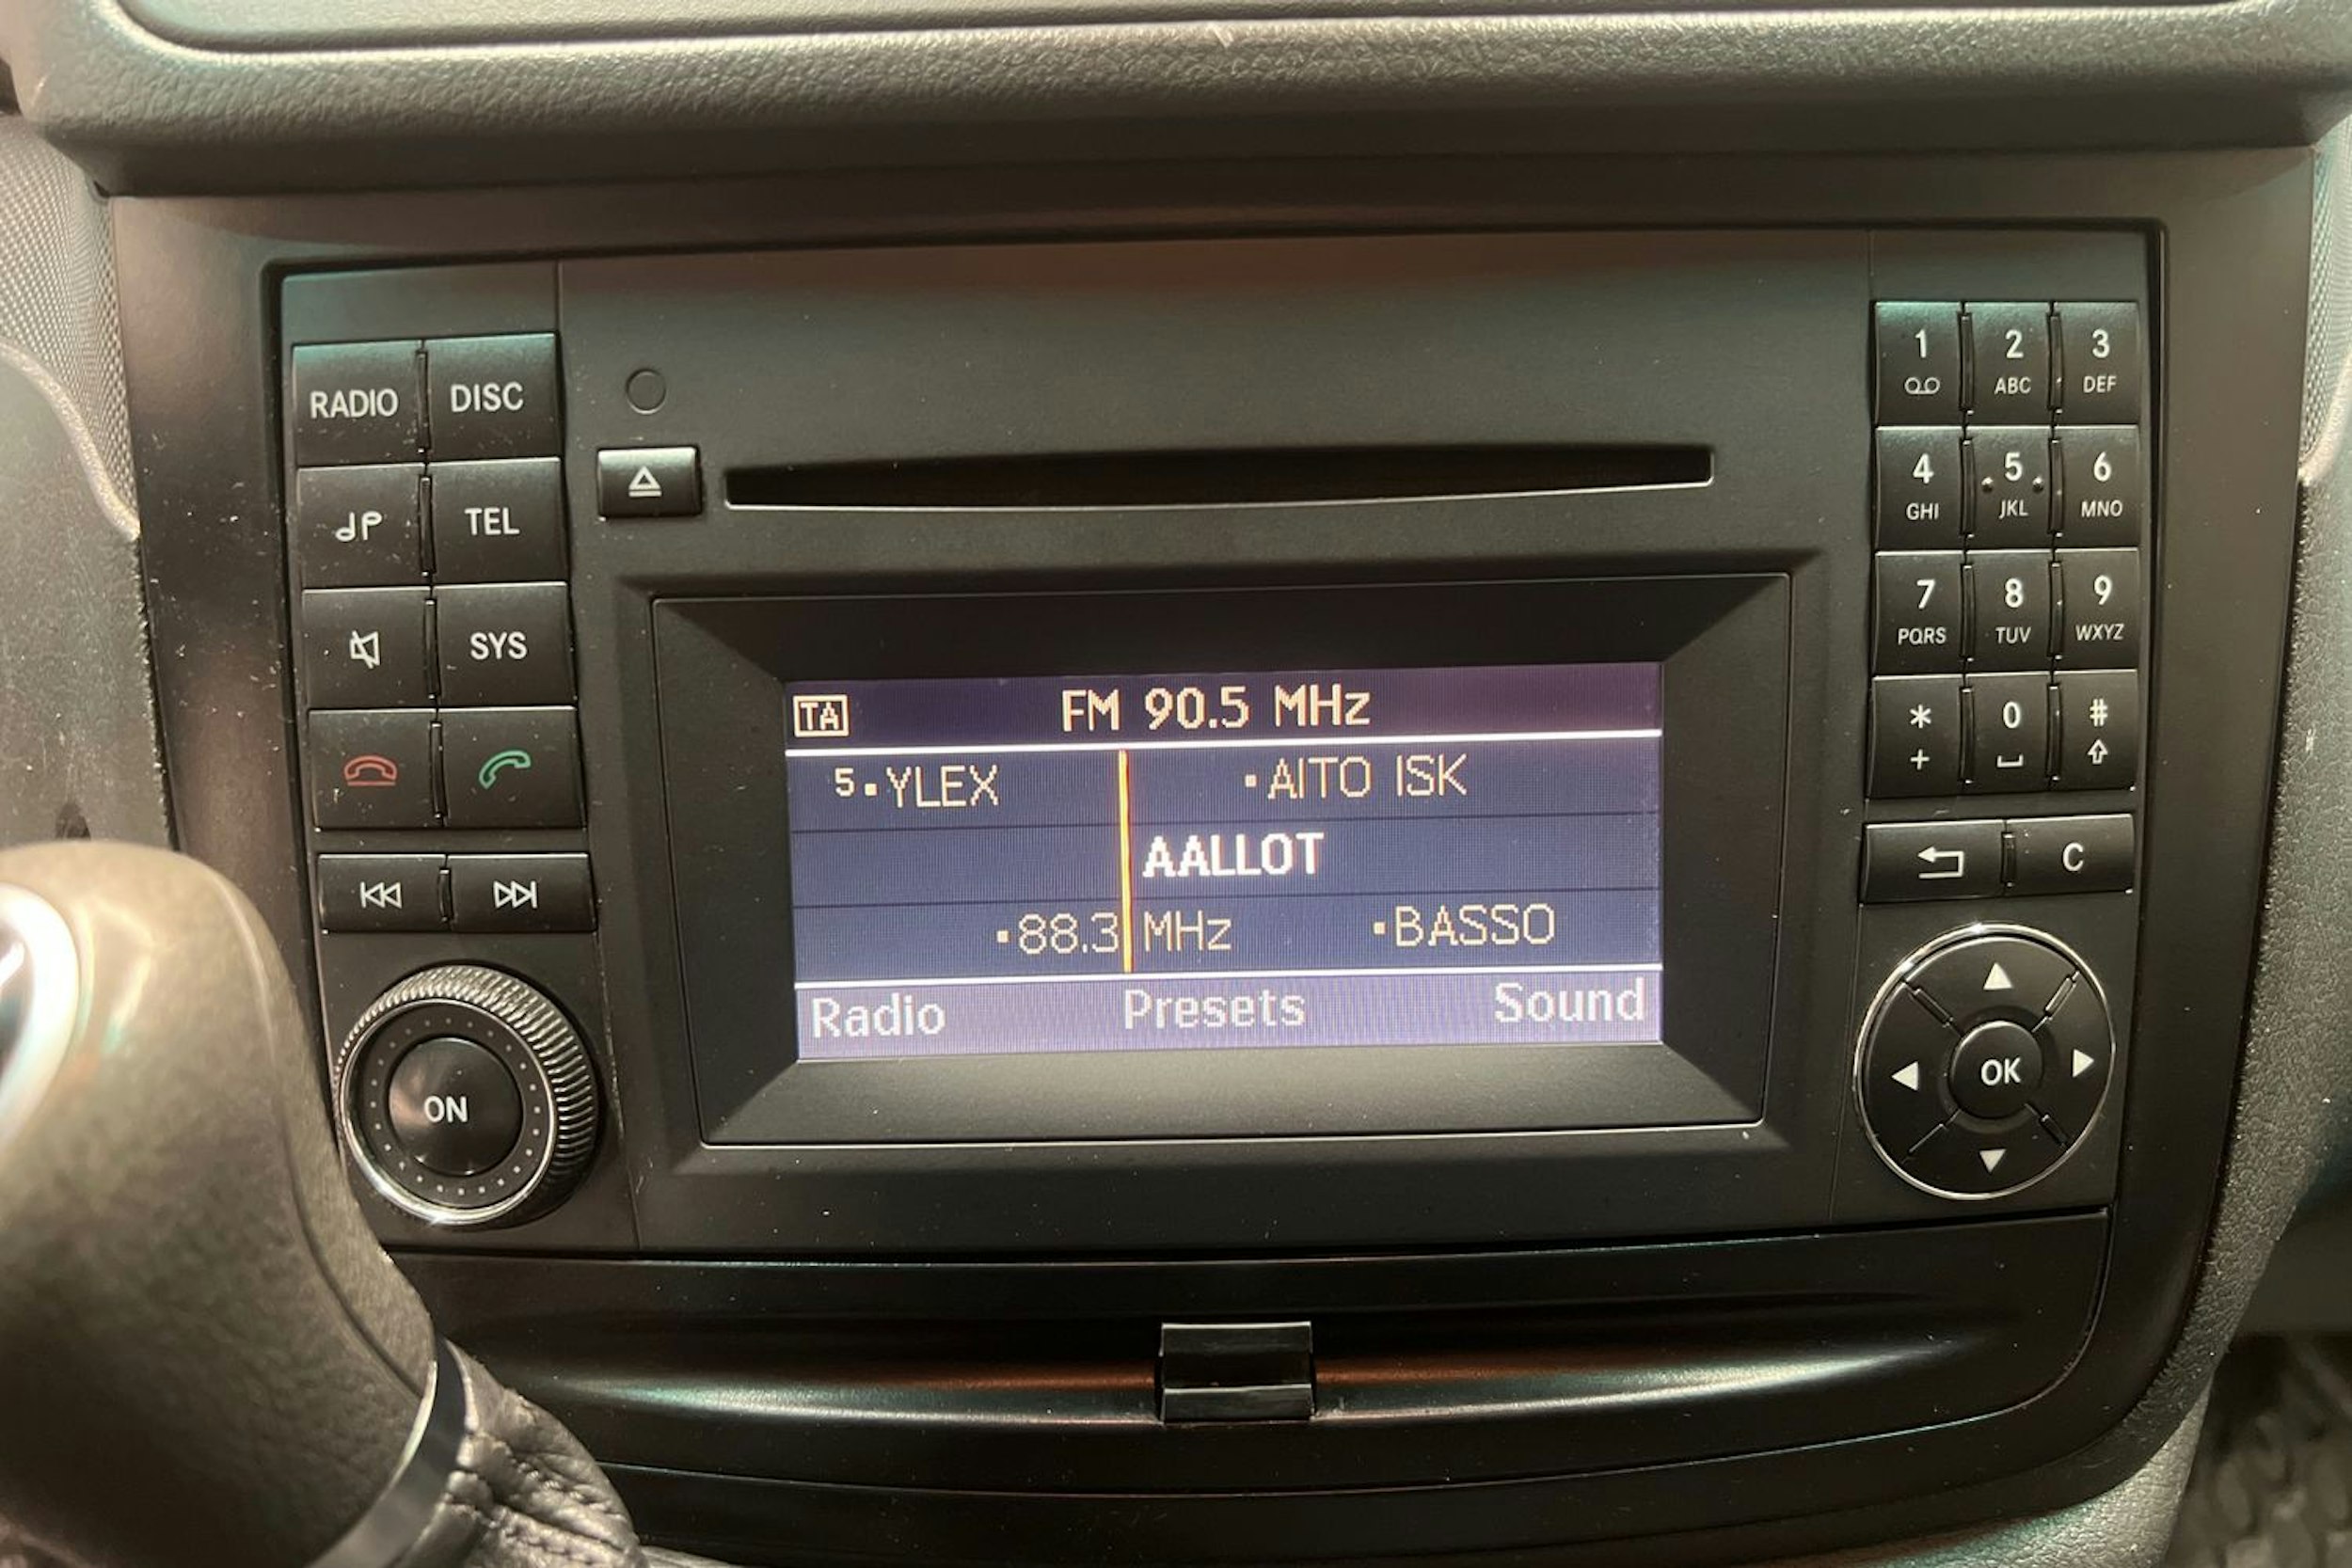 RADIO DISC
TEL
SYS
ON
TA FM 90.5 MHz
5 YLEX AITO ISK
AALLOT
88.3 MHz BASSO
Radio Presets Sound
1 2 3
ABC DEF
4 5 6
GHI JKL MNO
7 8 9
PQRS TUV WXYZ
* 0 #
+
C
OK